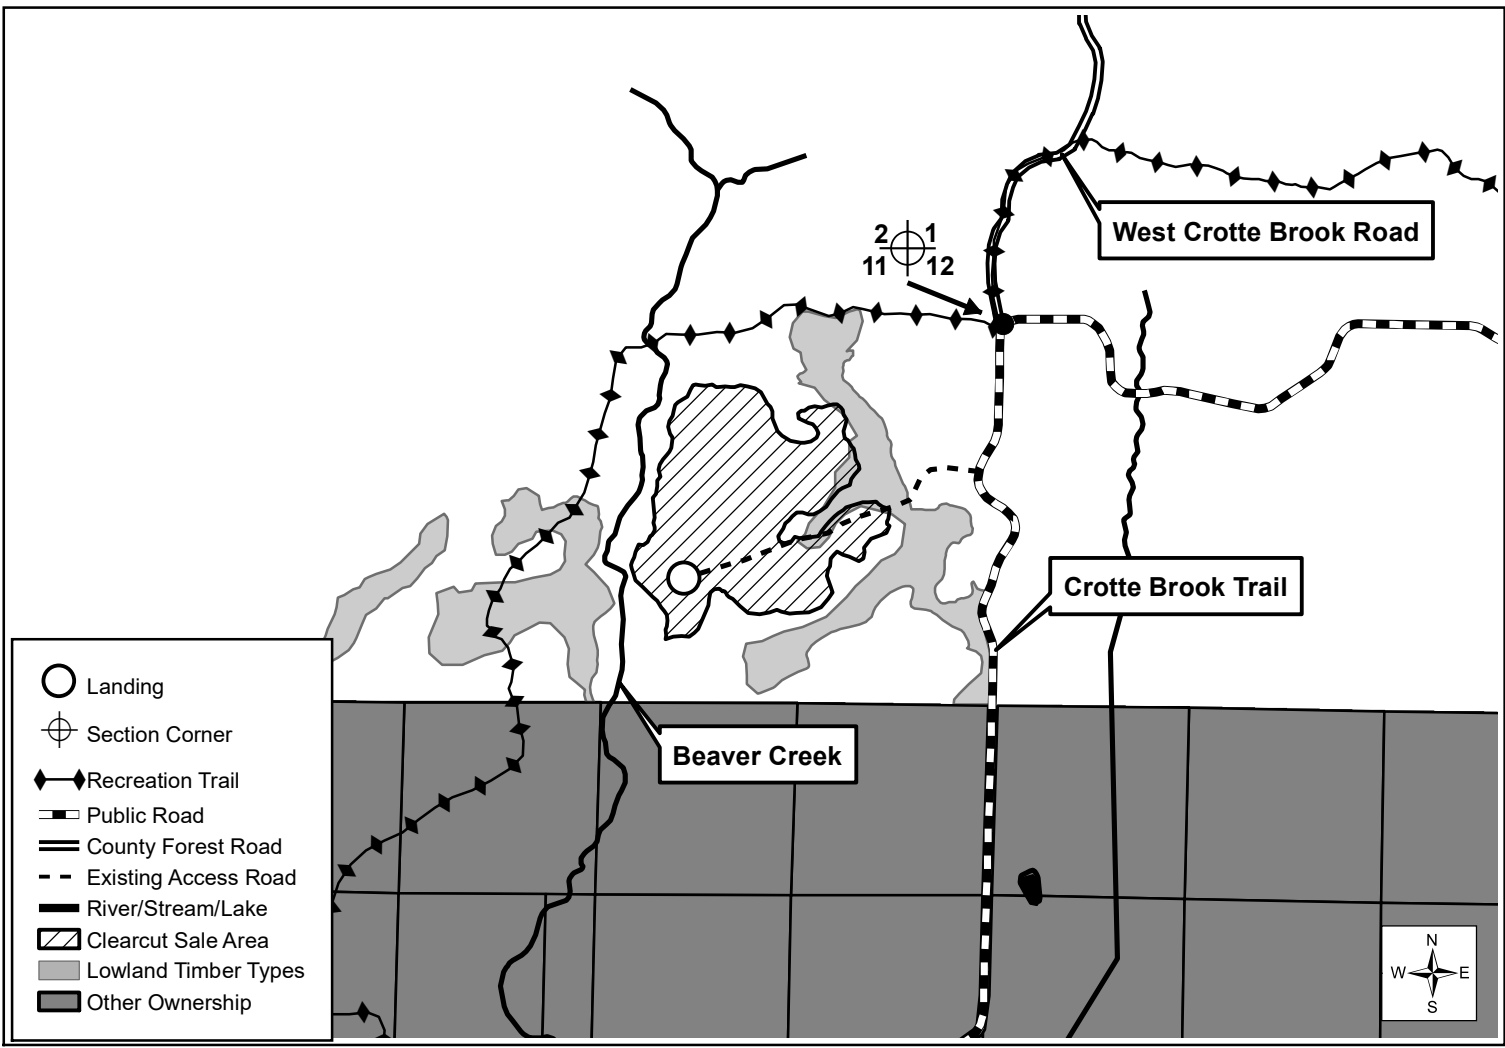 West Crotte Brook Road
2 1
11 12
Crotte Brook Trail
Beaver Creek
Landing
Section Corner
Recreation Trail
Public Road
County Forest Road
Existing Access Road
River/Stream/Lake
Clearcut Sale Area
Lowland Timber Types
Other Ownership
N
W E
S